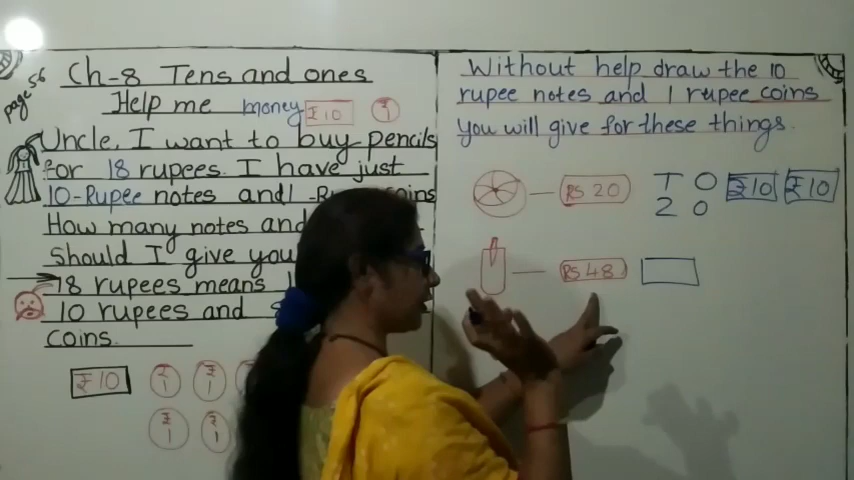 page 56
Ch-8 Tens and ones
Help me money ₹10 ₹1
Uncle, I want to buy pencils
for 18 rupees. I have just
10-Rupee notes and 1-
How many notes and
should I give you
18 rupees means
10 rupees and
coins.
₹10 ₹1 ₹1
₹1 ₹1
Without help draw the 10
rupee notes and 1 rupee coins
you will give for these things.
Rs 20 T O ₹10 ₹10
2 0
Rs 48